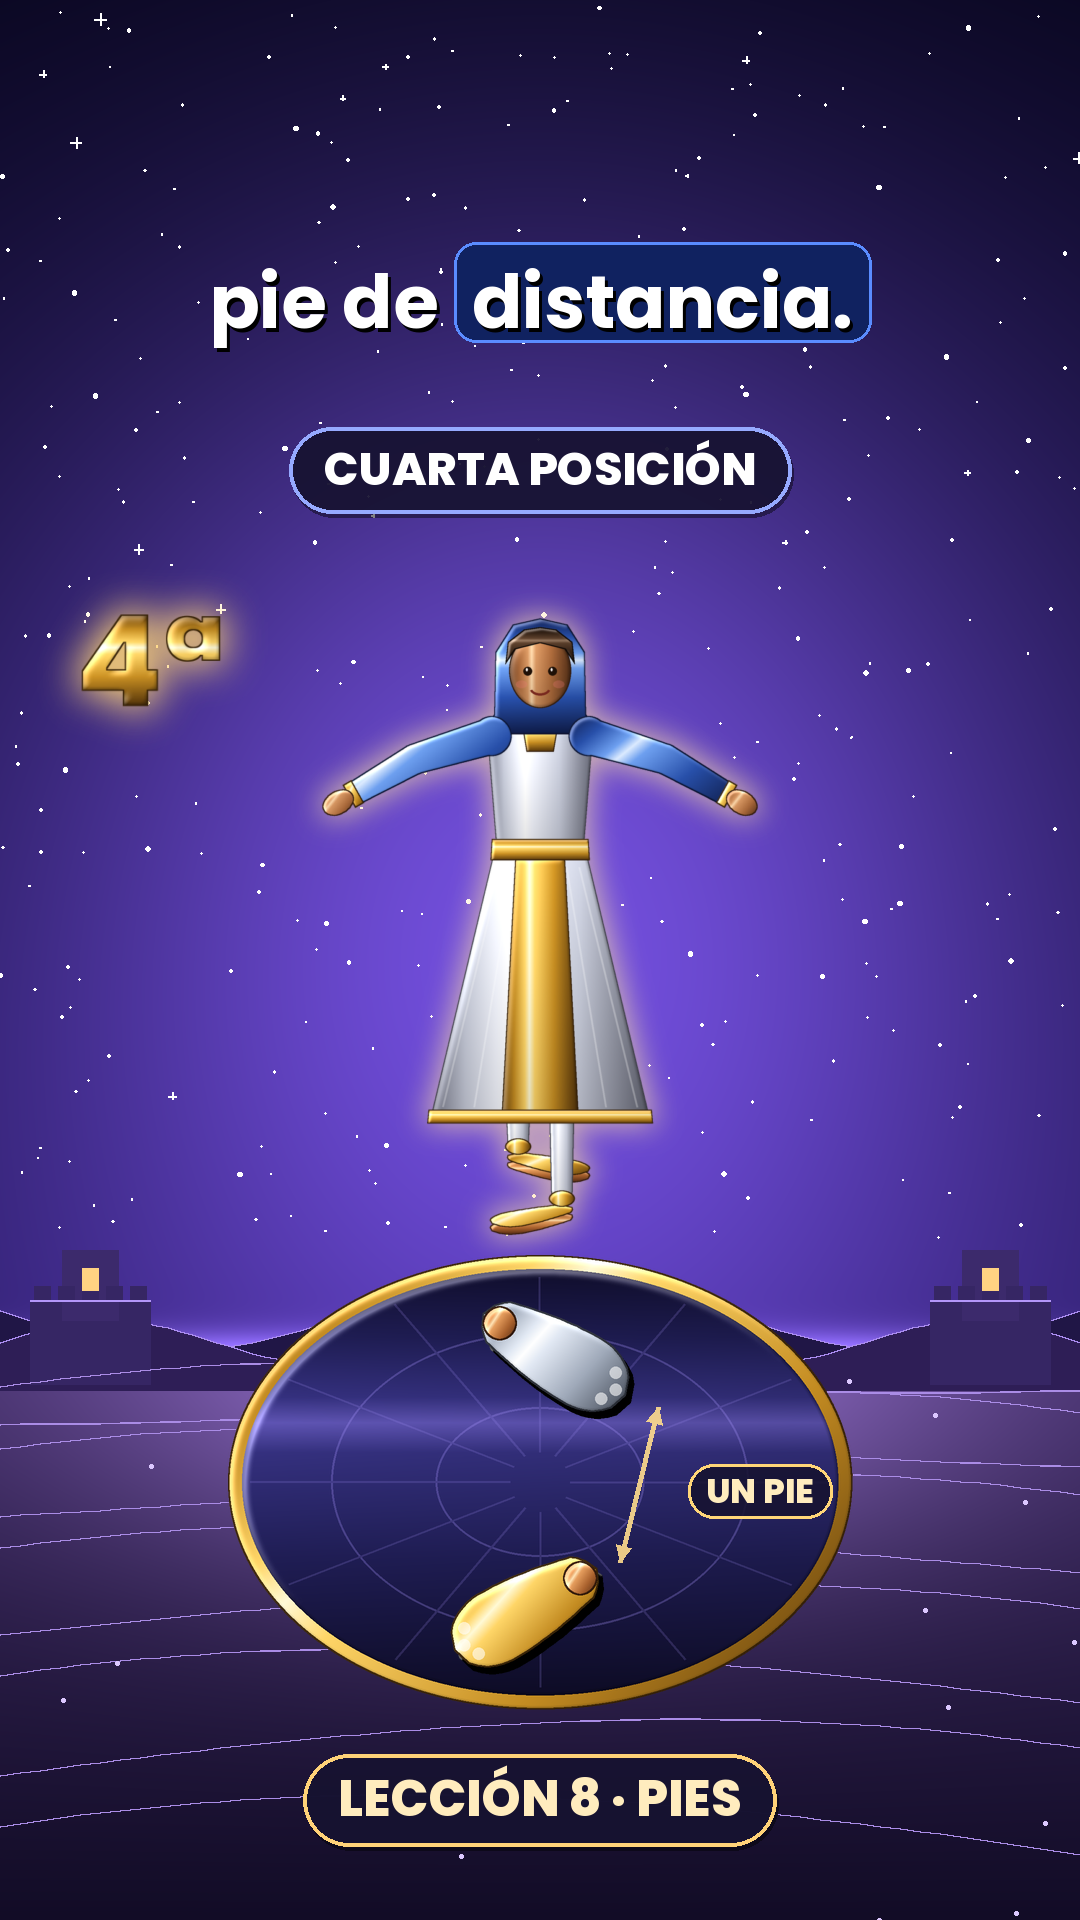 pie de distancia.
CUARTA POSICIÓN
4ª
UN PIE
LECCIÓN 8 · PIES